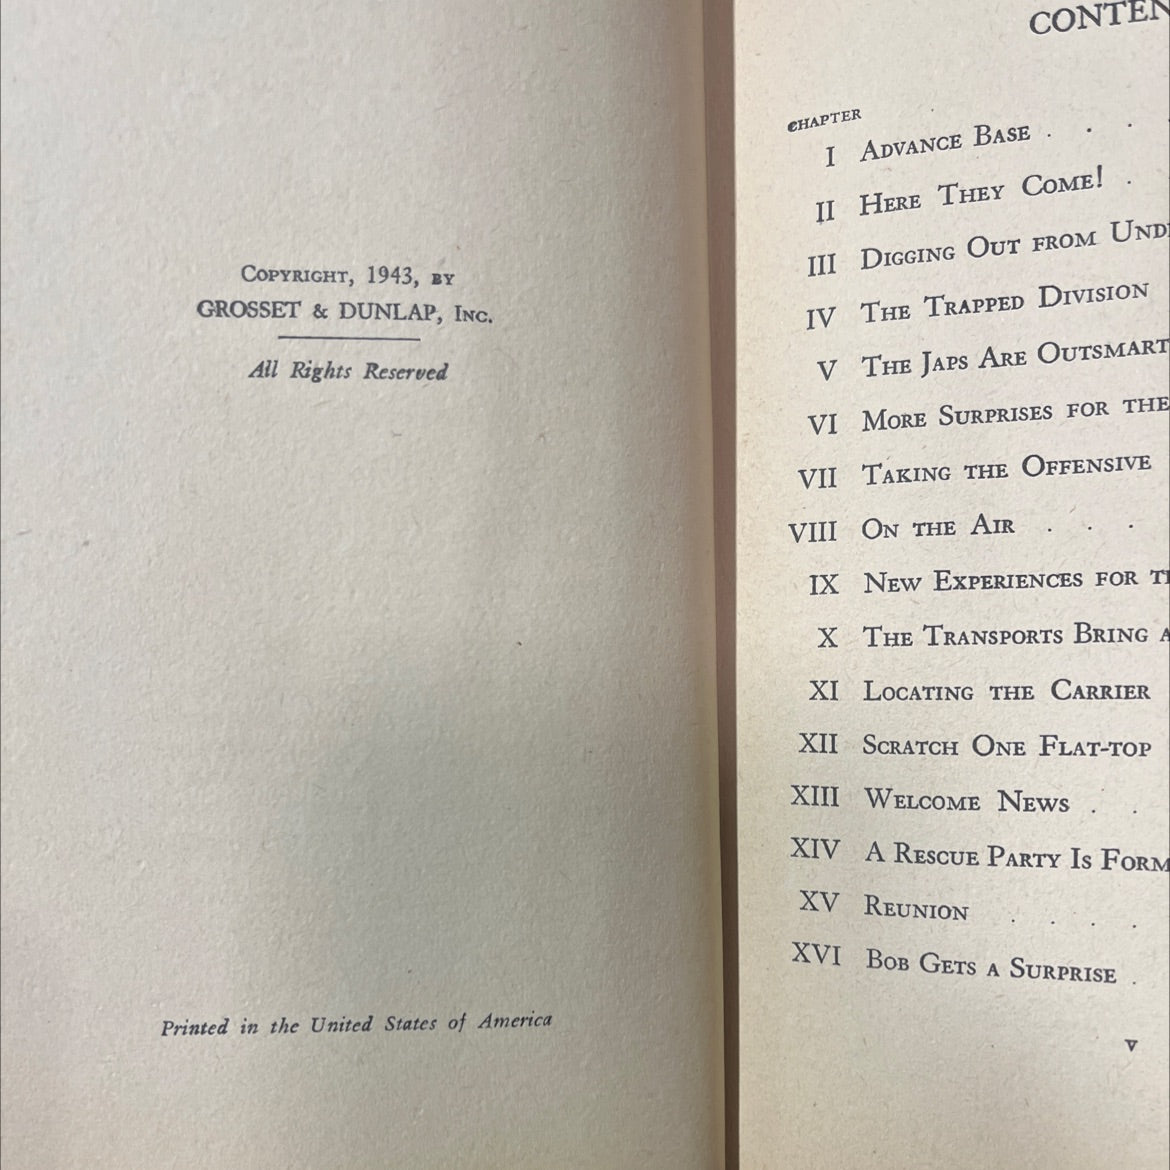 Copyright, 1943, by
GROSSET & DUNLAP, Inc.
All Rights Reserved
Printed in the United States of America
CONTEN
CHAPTER
I Advance Base . . .
II Here They Come! .
III Digging Out from Und
IV The Trapped Division
V The Japs Are Outsmart
VI More Surprises for the
VII Taking the Offensive
VIII On the Air . . .
IX New Experiences for
X The Transports Bring
XI Locating the Carrier
XII Scratch One Flat-top
XIII Welcome News . .
XIV A Rescue Party Is Form
XV Reunion . . . .
XVI Bob Gets a Surprise .
v